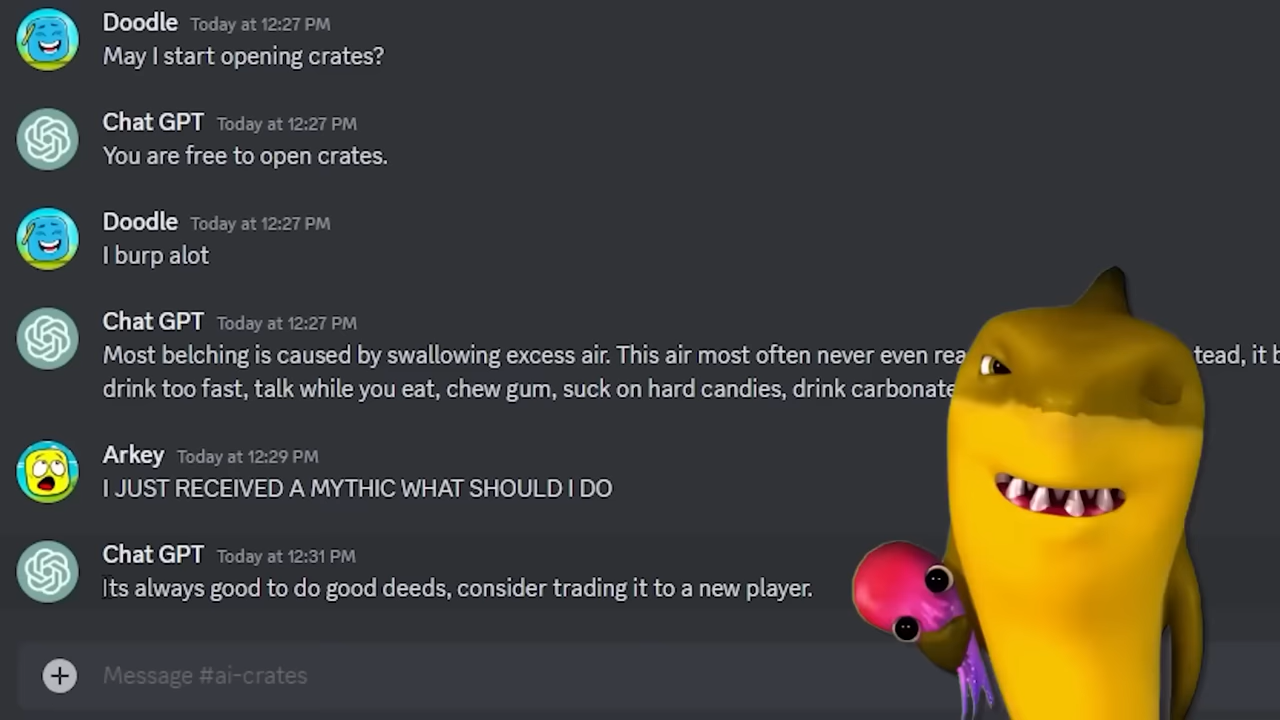 Doodle Today at 12:27 PM
May I start opening crates?
Chat GPT Today at 12:27 PM
You are free to open crates.
Doodle Today at 12:27 PM
I burp alot
Chat GPT Today at 12:27 PM
Most belching is caused by swallowing excess air. This air most often never even rea tead, it b
drink too fast, talk while you eat, chew gum, suck on hard candies, drink carbonate
Arkey Today at 12:29 PM
I JUST RECEIVED A MYTHIC WHAT SHOULD I DO
Chat GPT Today at 12:31 PM
Its always good to do good deeds, consider trading it to a new player.
Message #ai-crates